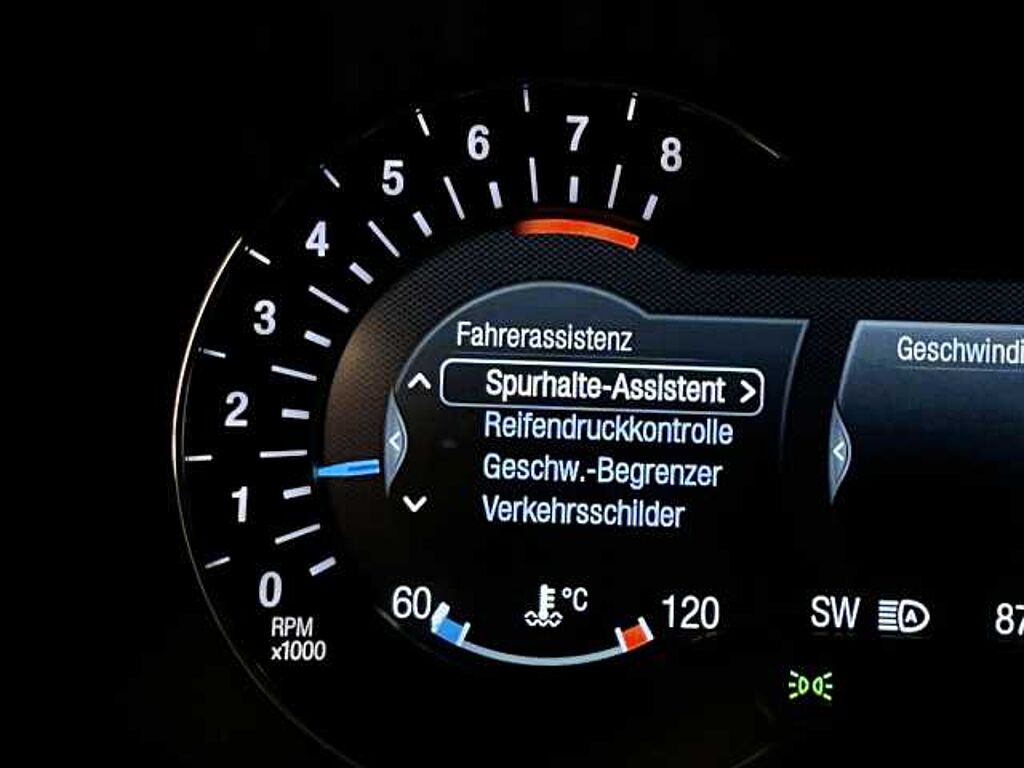 8
7
6
5
4
3
2
1
0
RPM
x1000
Fahrerassistenz
Spurhalte-Assistent >
Reifendruckkontrolle
Geschw.-Begrenzer
Verkehrsschilder
60
°C
120
Geschwindi
SW
A
87